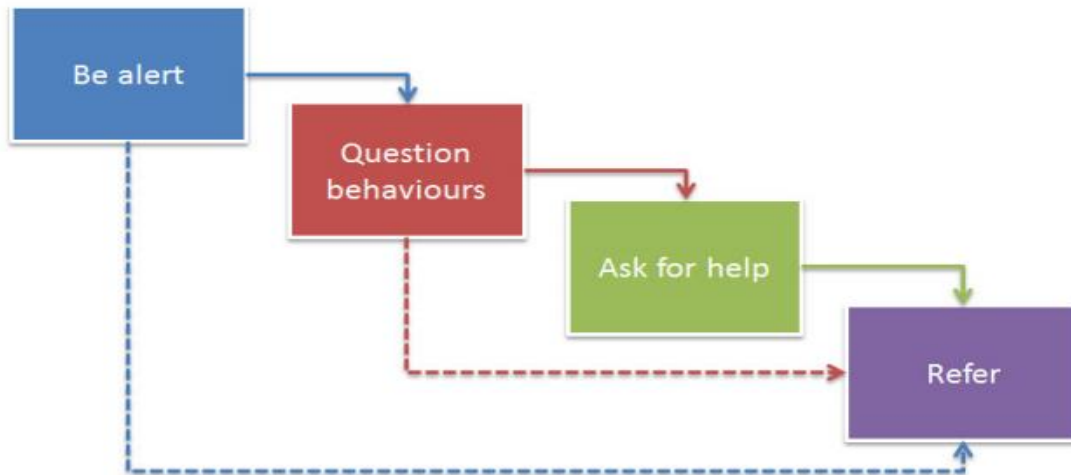 Be alert
Question
behaviours
Ask for help
Refer